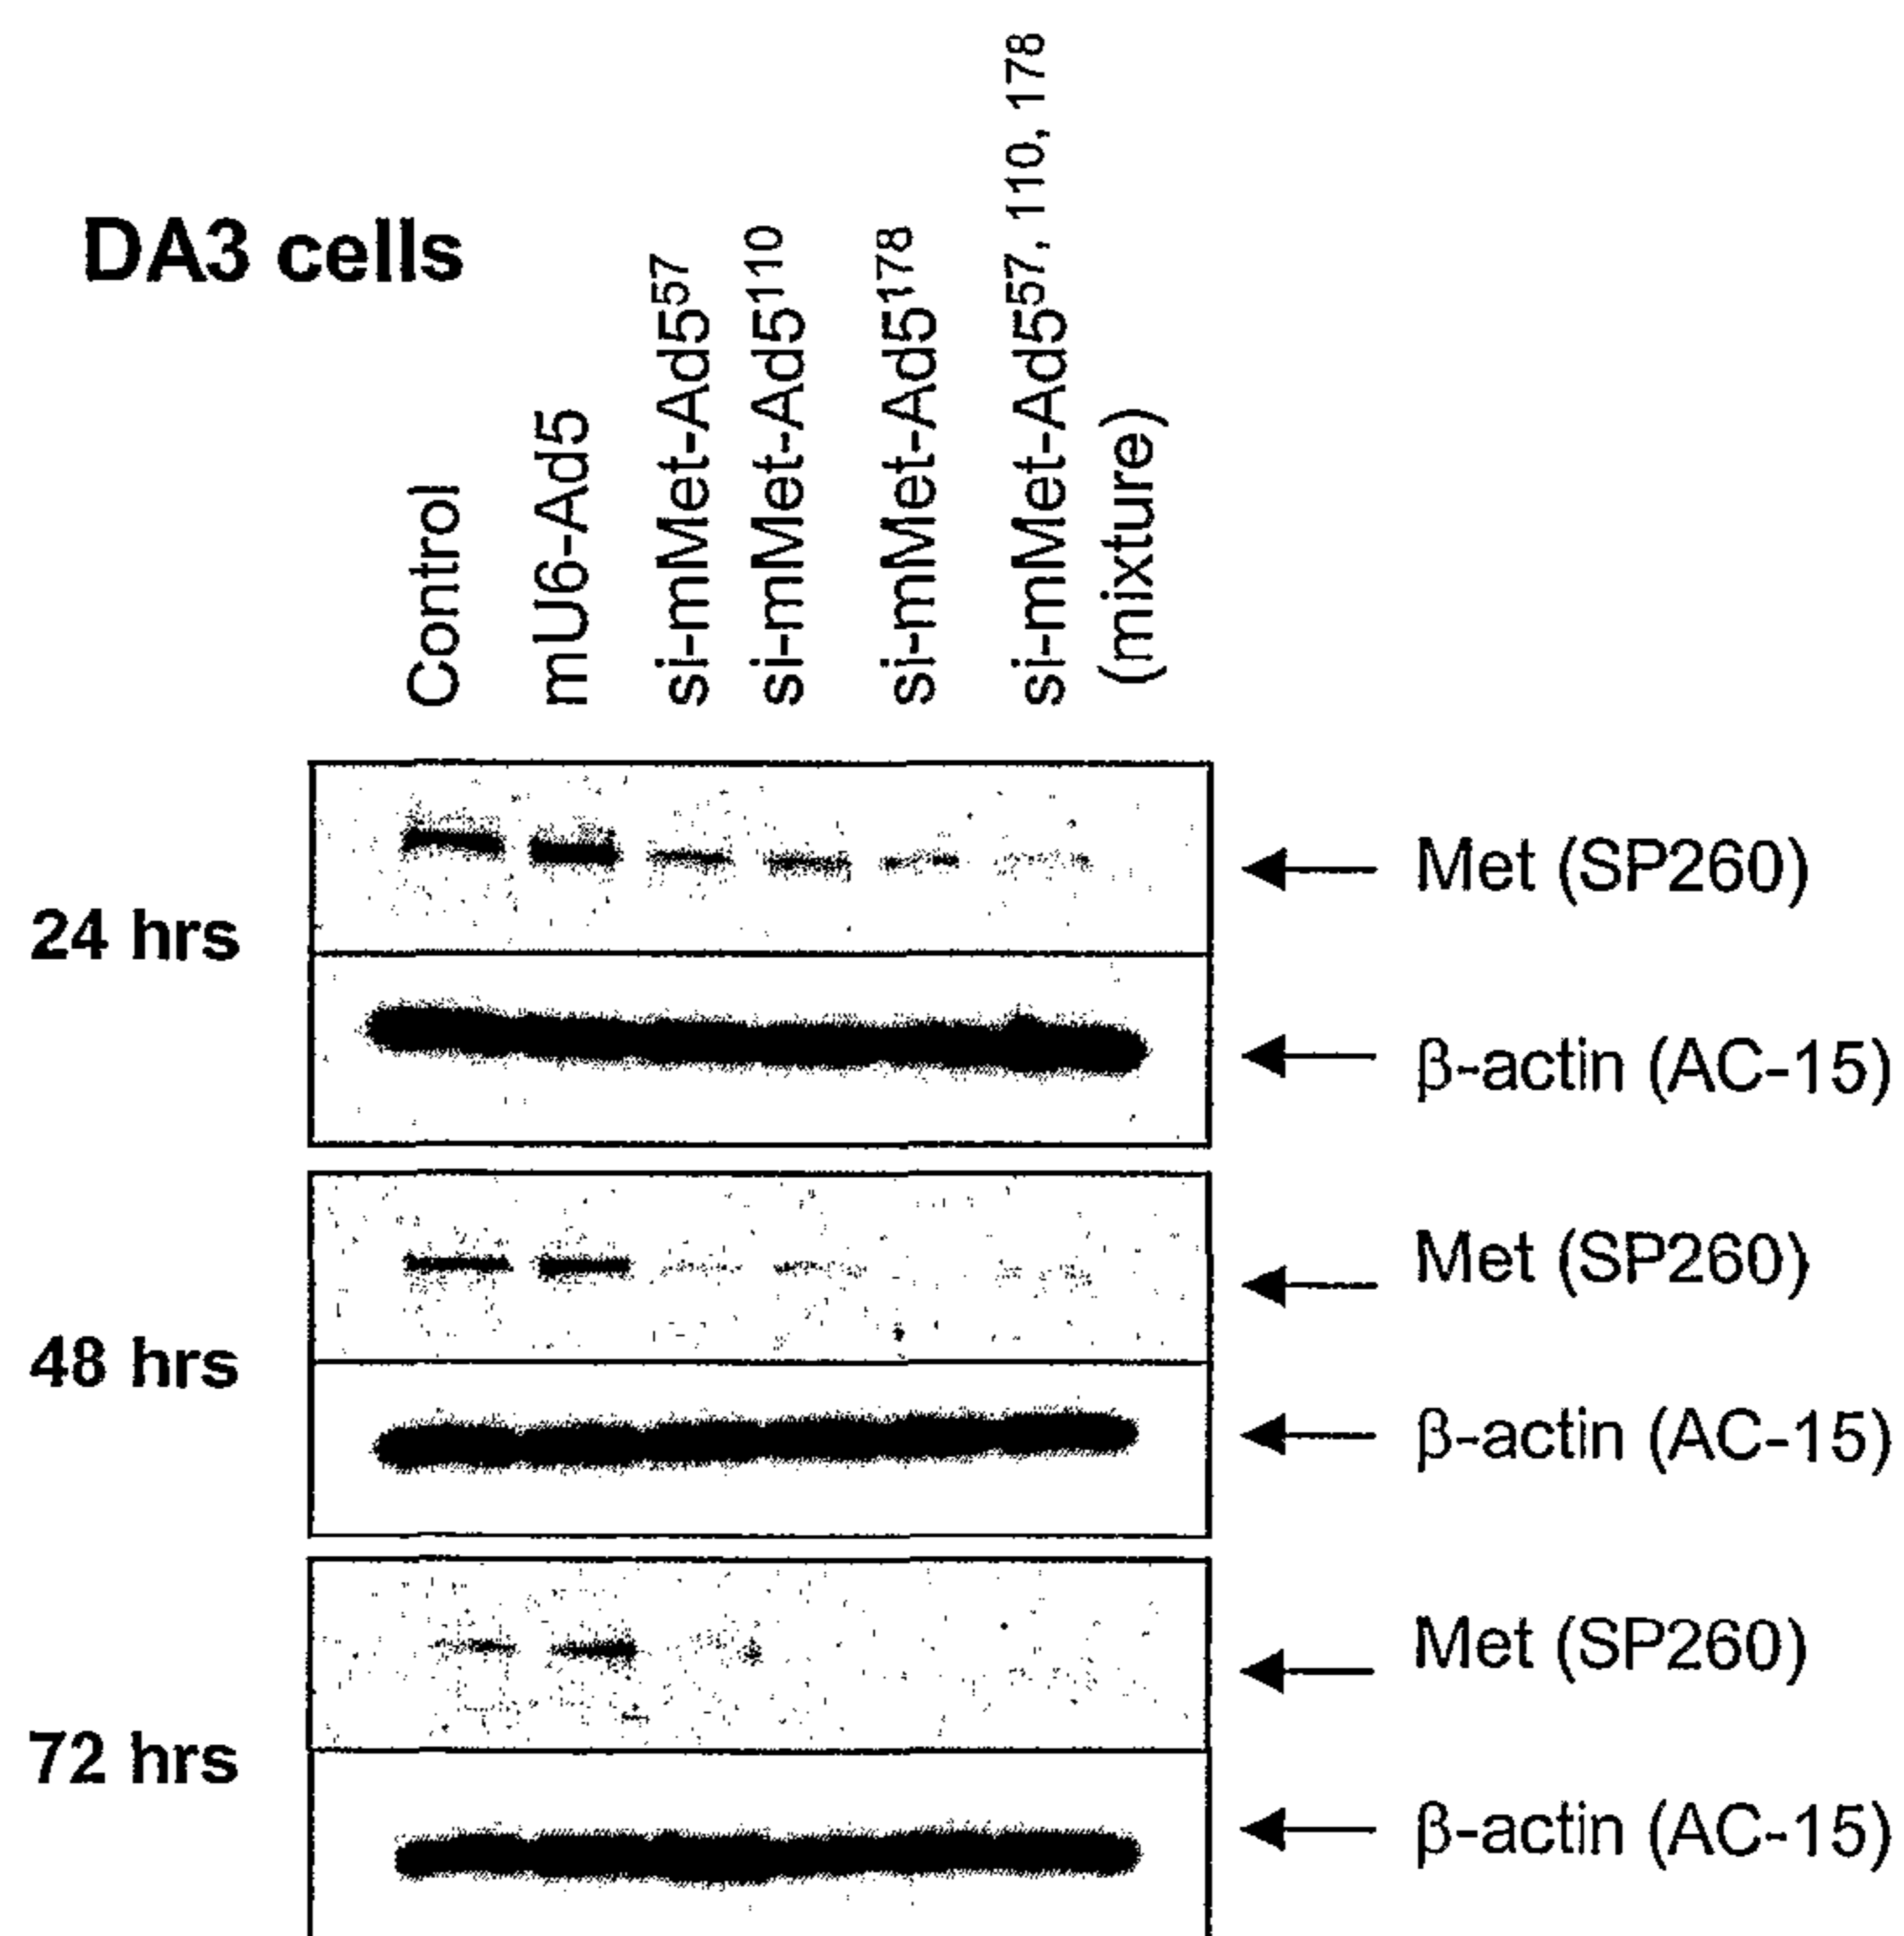 DA3 cells
Control
mU6-Ad5
si-mMet-Ad5⁵⁷
si-mMet-Ad5¹¹⁰
si-mMet-Ad5¹⁷⁸
si-mMet-Ad5⁵⁷, ¹¹⁰, ¹⁷⁸
(mixture)
24 hrs
Met (SP260)
β-actin (AC-15)
48 hrs
Met (SP260)
β-actin (AC-15)
72 hrs
Met (SP260)
β-actin (AC-15)